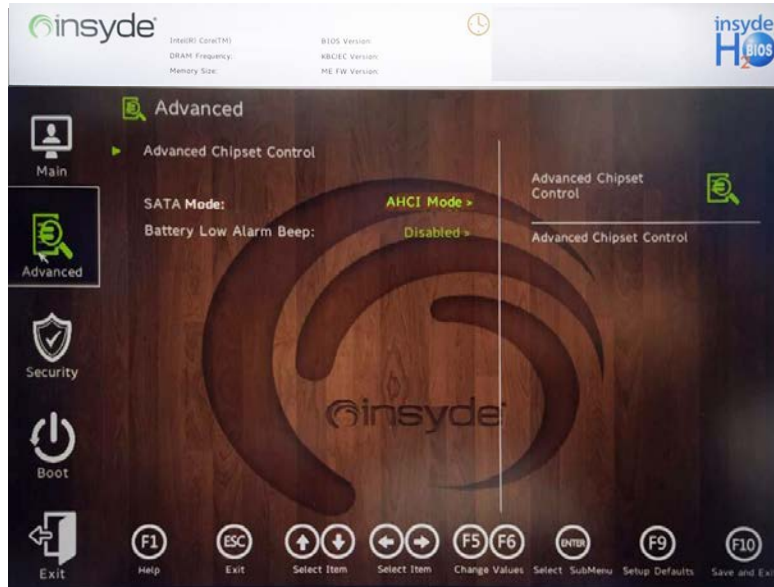 insyde
Intel(R) Core(TM)
DRAM Frequency:
Memory Size:
BIOS Version:
KBC/EC Version:
ME FW Version:
insyde
H2O
BIOS
Advanced
Main
Advanced Chipset Control
SATA Mode:
AHCI Mode >
Battery Low Alarm Beep:
Disabled >
Advanced Chipset
Control
Advanced Chipset Control
Advanced
Security
Boot
Exit
insyde
F1
Help
ESC
Exit
Select Item
Select Item
F5 F6
Change Values
ENTER
Select SubMenu
F9
Setup Defaults
F10
Save and Exi